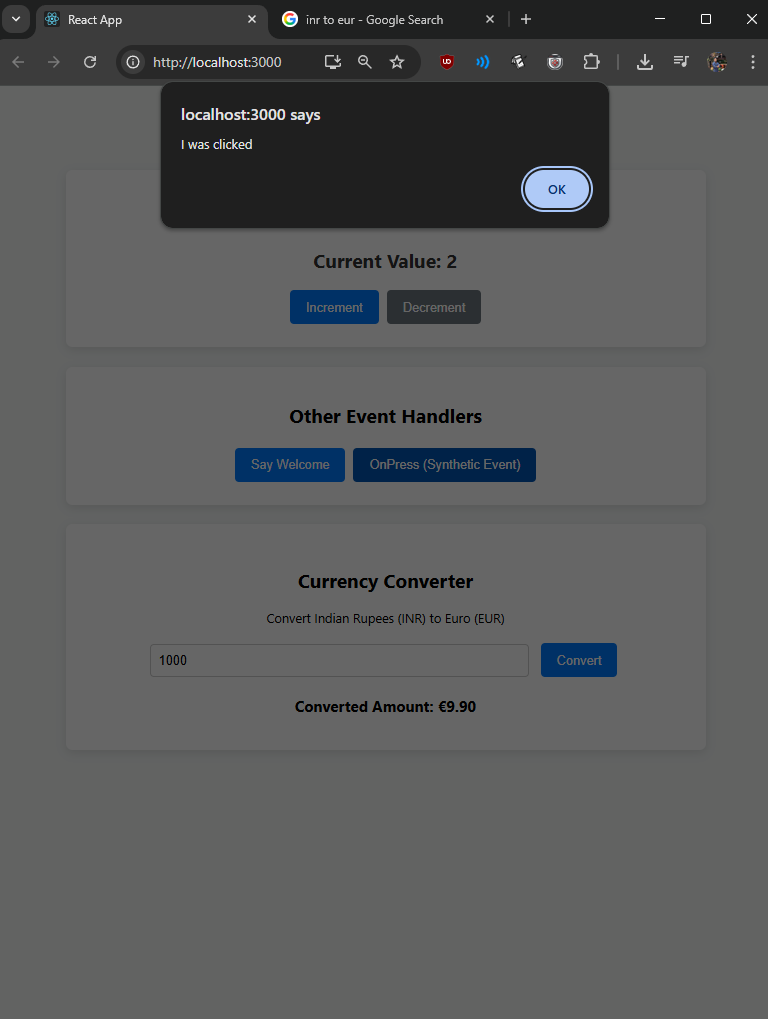 React App
inr to eur - Google Search
http://localhost:3000
localhost:3000 says
I was clicked
OK
Current Value: 2
Increment
Decrement
Other Event Handlers
Say Welcome
OnPress (Synthetic Event)
Currency Converter
Convert Indian Rupees (INR) to Euro (EUR)
1000
Convert
Converted Amount: €9.90